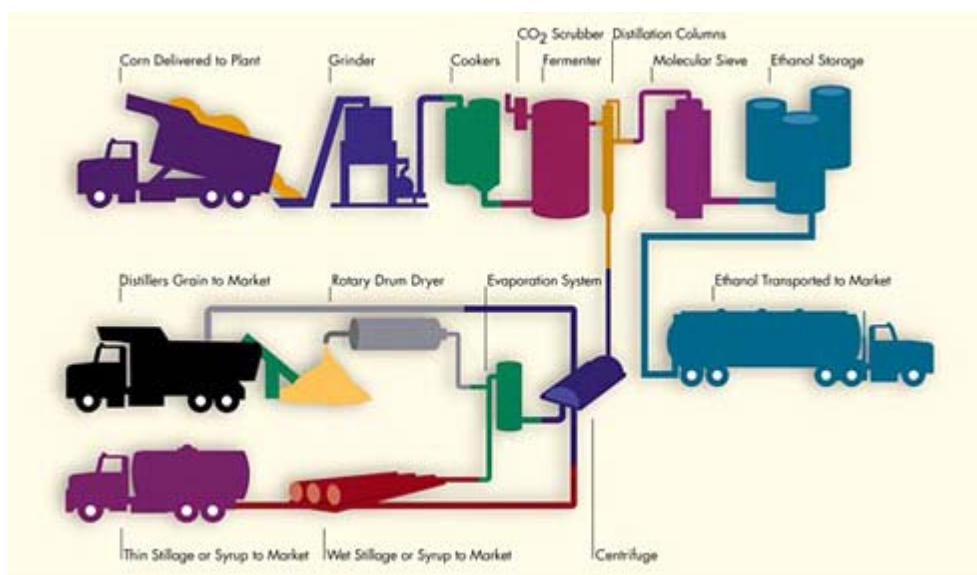 CO2 Scrubber
Distillation Columns
Corn Delivered to Plant
Grinder
Cookers
Fermenter
Molecular Sieve
Ethanol Storage
Distillers Grain to Market
Rotary Drum Dryer
Evaporation System
Ethanol Transported to Market
Thin Stillage or Syrup to Market
Wet Stillage or Syrup to Market
Centrifuge